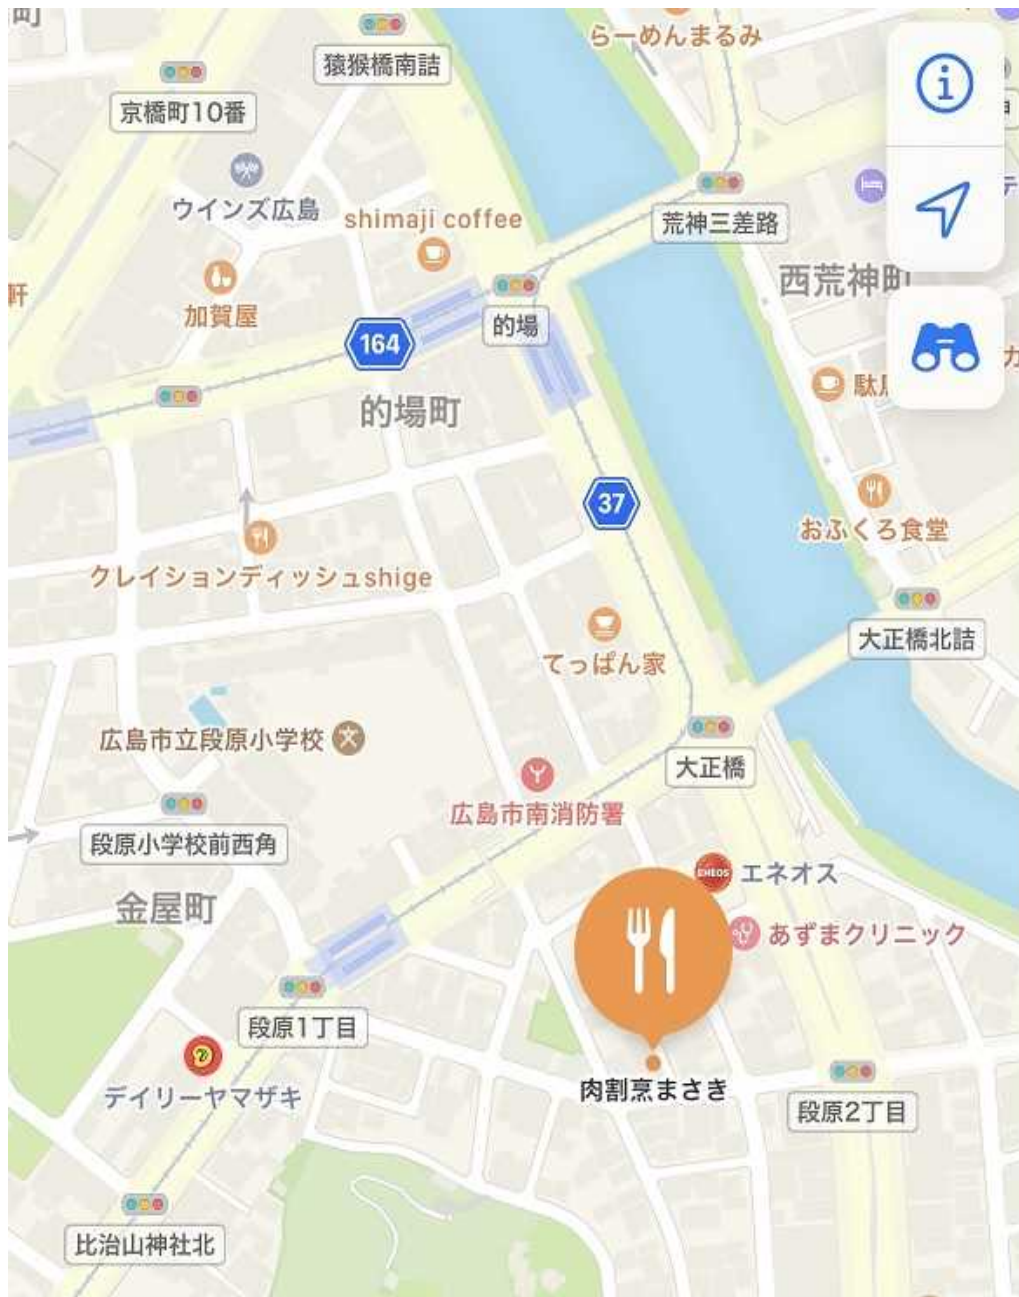 町
猿猴橋南詰
らーめんまるみ
京橋町10番
ウインズ広島
shimaji coffee
荒神三差路
軒
加賀屋
164
的場
西荒神町
的場町
37
クレイションディッシュshige
おふくろ食堂
てっぱん家
大正橋北詰
広島市立段原小学校
大正橋
広島市南消防署
段原小学校前西角
ENEOS
エネオス
金屋町
あずまクリニック
段原1丁目
デイリーヤマザキ
肉割烹まさき
段原2丁目
比治山神社北